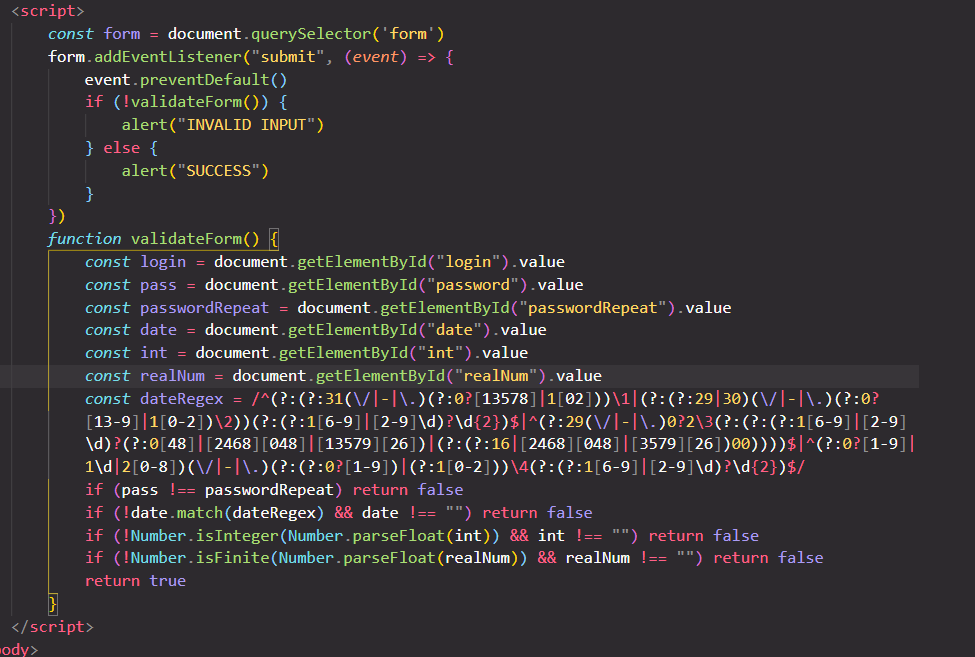 <script>
const form = document.querySelector('form')
form.addEventListener("submit", (event) => {
event.preventDefault()
if (!validateForm()) {
alert("INVALID INPUT")
} else {
alert("SUCCESS")
}
})
function validateForm() {
const login = document.getElementById("login").value
const pass = document.getElementById("password").value
const passwordRepeat = document.getElementById("passwordRepeat").value
const date = document.getElementById("date").value
const int = document.getElementById("int").value
const realNum = document.getElementById("realNum").value
const dateRegex = /^(?:(?:31(\/|-|\.)(?:0?[13578]|1[02]))\1|(?:(?:29|30)(\/|-|\.)(?:0?
[13-9]|1[0-2])\2))(?:(?:1[6-9]|[2-9]\d)?\d{2})$|^(?:29(\/|-|\.)0?2\3(?:(?:(?:1[6-9]|[2-9]
\d)?(?:0[48]|[2468][048]|[13579][26])|(?:(?:16|[2468][048]|[3579][26])00))))$|^(?:0?[1-9]|
1\d|2[0-8])(\/|-|\.)(?:(?:0?[1-9])|(?:1[0-2]))\4(?:(?:1[6-9]|[2-9]\d)?\d{2})$/
if (pass !== passwordRepeat) return false
if (!date.match(dateRegex) && date !== "") return false
if (!Number.isInteger(Number.parseFloat(int)) && int !== "") return false
if (!Number.isFinite(Number.parseFloat(realNum)) && realNum !== "") return false
return true
}
</script>
ody>